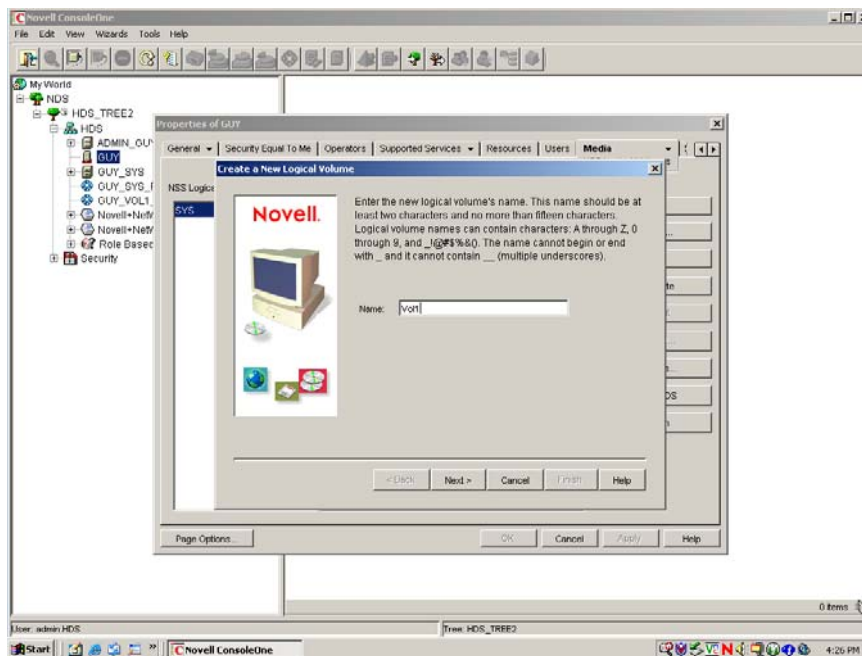 Novell ConsoleOne
File Edit View Wizards Tools Help
My World
NDS
HDS_TREE2
HDS
ADMIN_GU
GUY
GUY_SYS
GUY_SYS_
GUY_VOL1_
Novell+Net
Novell+Net
Role Based
Security
Properties of GUY
General Security Equal To Me Operators Supported Services Resources Users Media
NSS Logic
SYS
Create a New Logical Volume
Novell.
Enter the new logical volume's name. This name should be at
least two characters and no more than fifteen characters.
Logical volume names can contain characters: A through Z, 0
through 9, and _!@#$%&(). The name cannot begin or end
with _ and it cannot contain __ (multiple underscores).
Name: Vol1
< Back Next > Cancel Finish Help
Page Options... OK Cancel Apply Help
0 items
User: admin.HDS Tree: HDS_TREE2
Start Novell ConsoleOne 4:26 PM